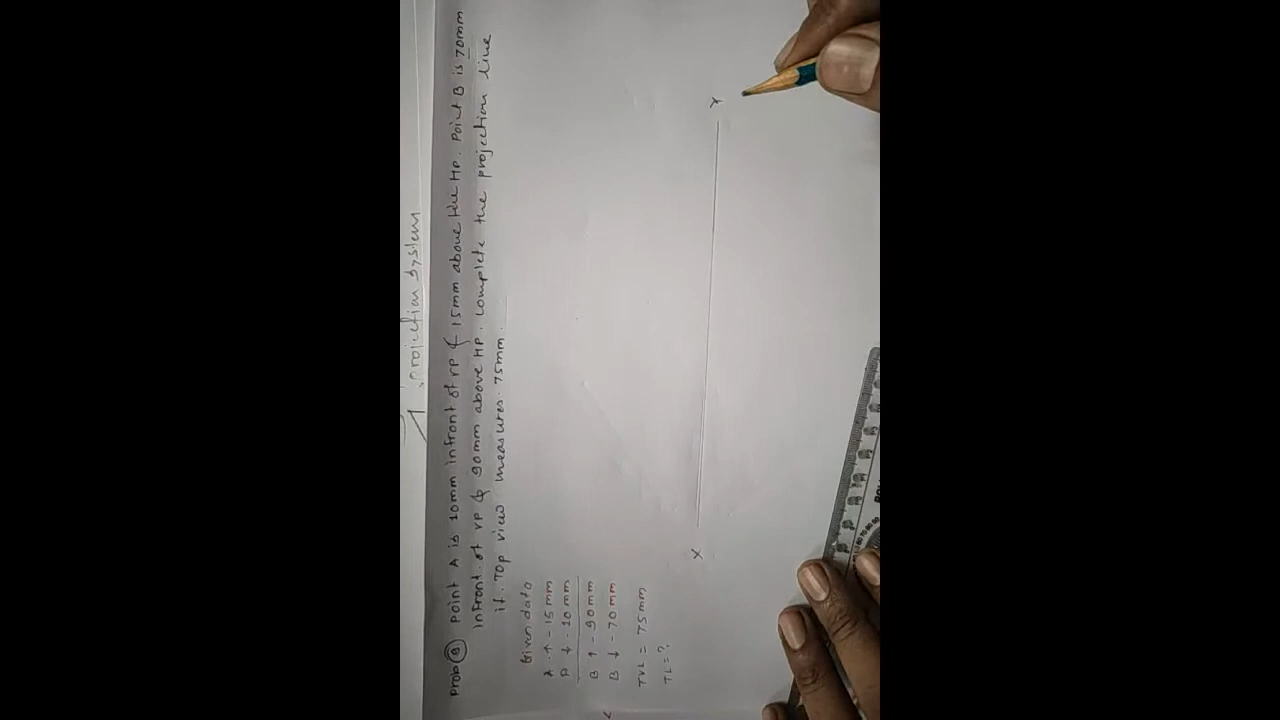 projection system
Prob 9 Point A is 10mm infront of VP & 15mm above the HP. Point B is 70mm
infront of VP & 90mm above HP. complete the projection line
if Top view measures 75mm.
Given data
A ↑ - 15mm
A ↓ - 10mm
B ↑ - 90mm
B ↓ - 70mm
TVL = 75mm
TL = ?
X Y